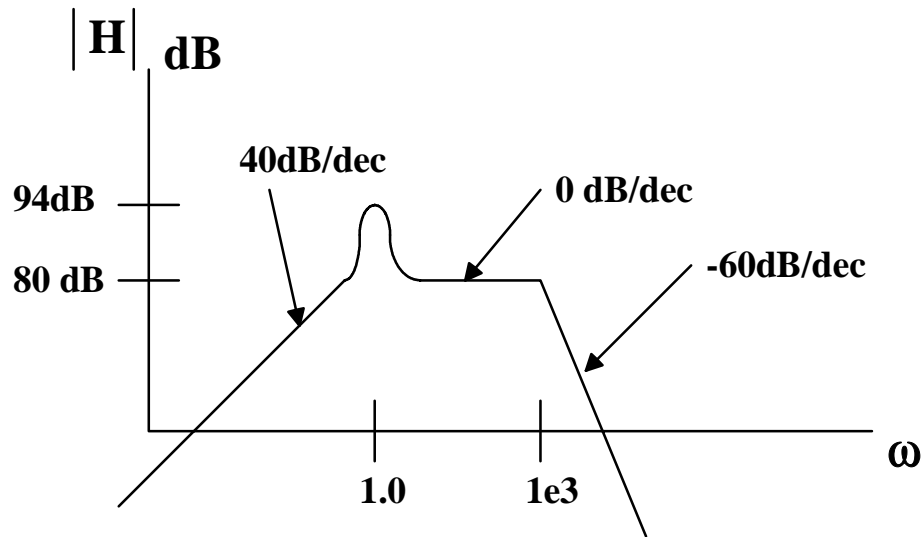 |H| dB
40dB/dec
94dB
0 dB/dec
80 dB
-60dB/dec
ω
1.0
1e3